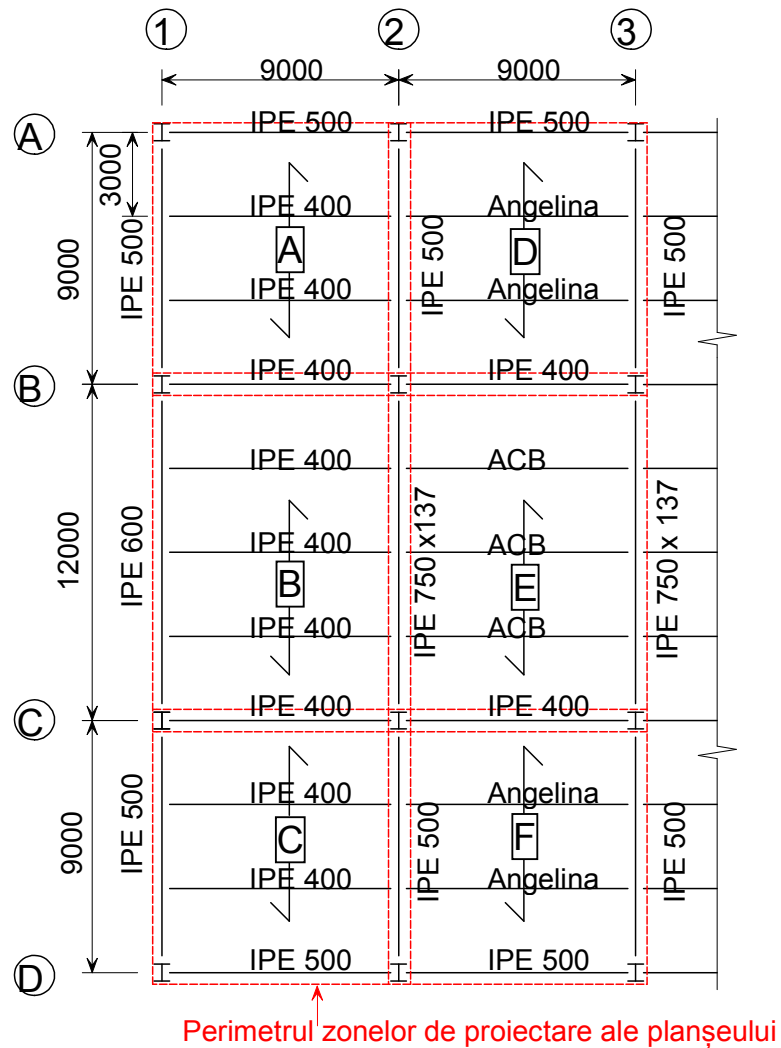 1 2 3
9000 9000
A IPE 500 IPE 500
3000
IPE 400 Angelina
9000 IPE 500 A IPE 500 D IPE 500
IPE 400 Angelina
B IPE 400 IPE 400
IPE 400 ACB
12000 IPE 600 IPE 400 IPE 750 x137 ACB IPE 750 x 137
B E
IPE 400 ACB
C IPE 400 IPE 400
IPE 400 Angelina
9000 IPE 500 C IPE 500 F IPE 500
IPE 400 Angelina
D IPE 500 IPE 500
Perimetrul zonelor de proiectare ale planșeului